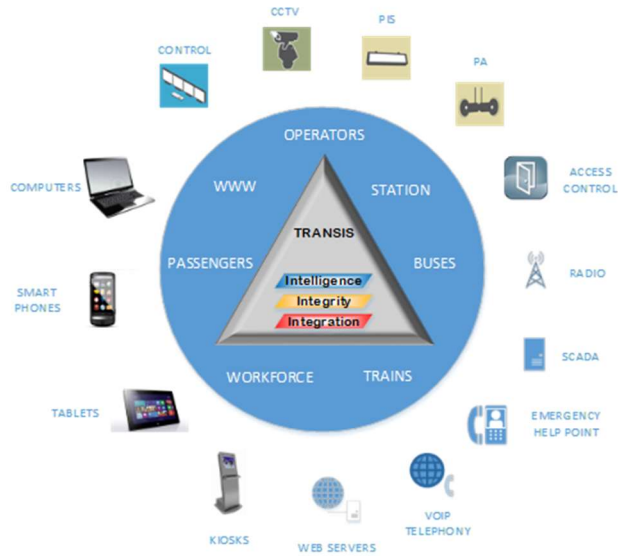 CCTV
PIS
CONTROL
PA
OPERATORS
WWW
STATION
COMPUTERS
ACCESS
CONTROL
TRANSIS
PASSENGERS
BUSES
RADIO
Intelligence
Integrity
Integration
SMART
PHONES
SCADA
WORKFORCE
TRAINS
TABLETS
EMERGENCY
HELP POINT
VOIP
TELEPHONY
KIOSKS
WEB SERVERS